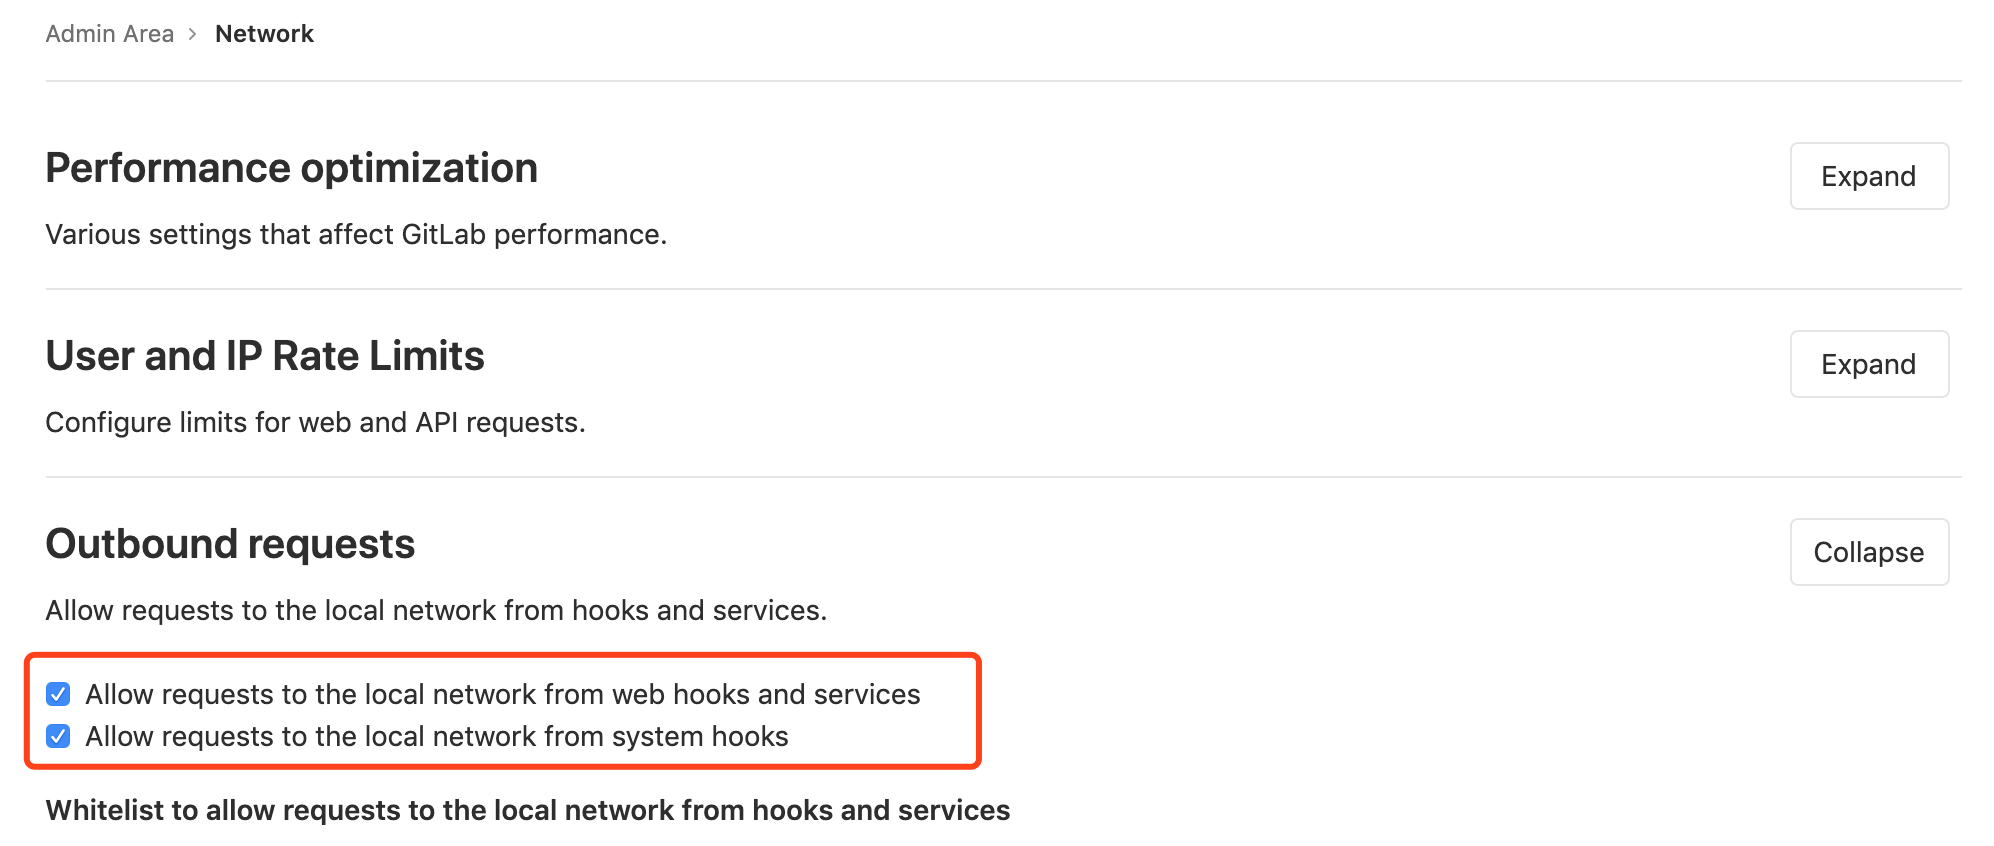 Admin Area > Network
Performance optimization
Expand
Various settings that affect GitLab performance.
User and IP Rate Limits
Expand
Configure limits for web and API requests.
Outbound requests
Collapse
Allow requests to the local network from hooks and services.
Allow requests to the local network from web hooks and services
Allow requests to the local network from system hooks
Whitelist to allow requests to the local network from hooks and services